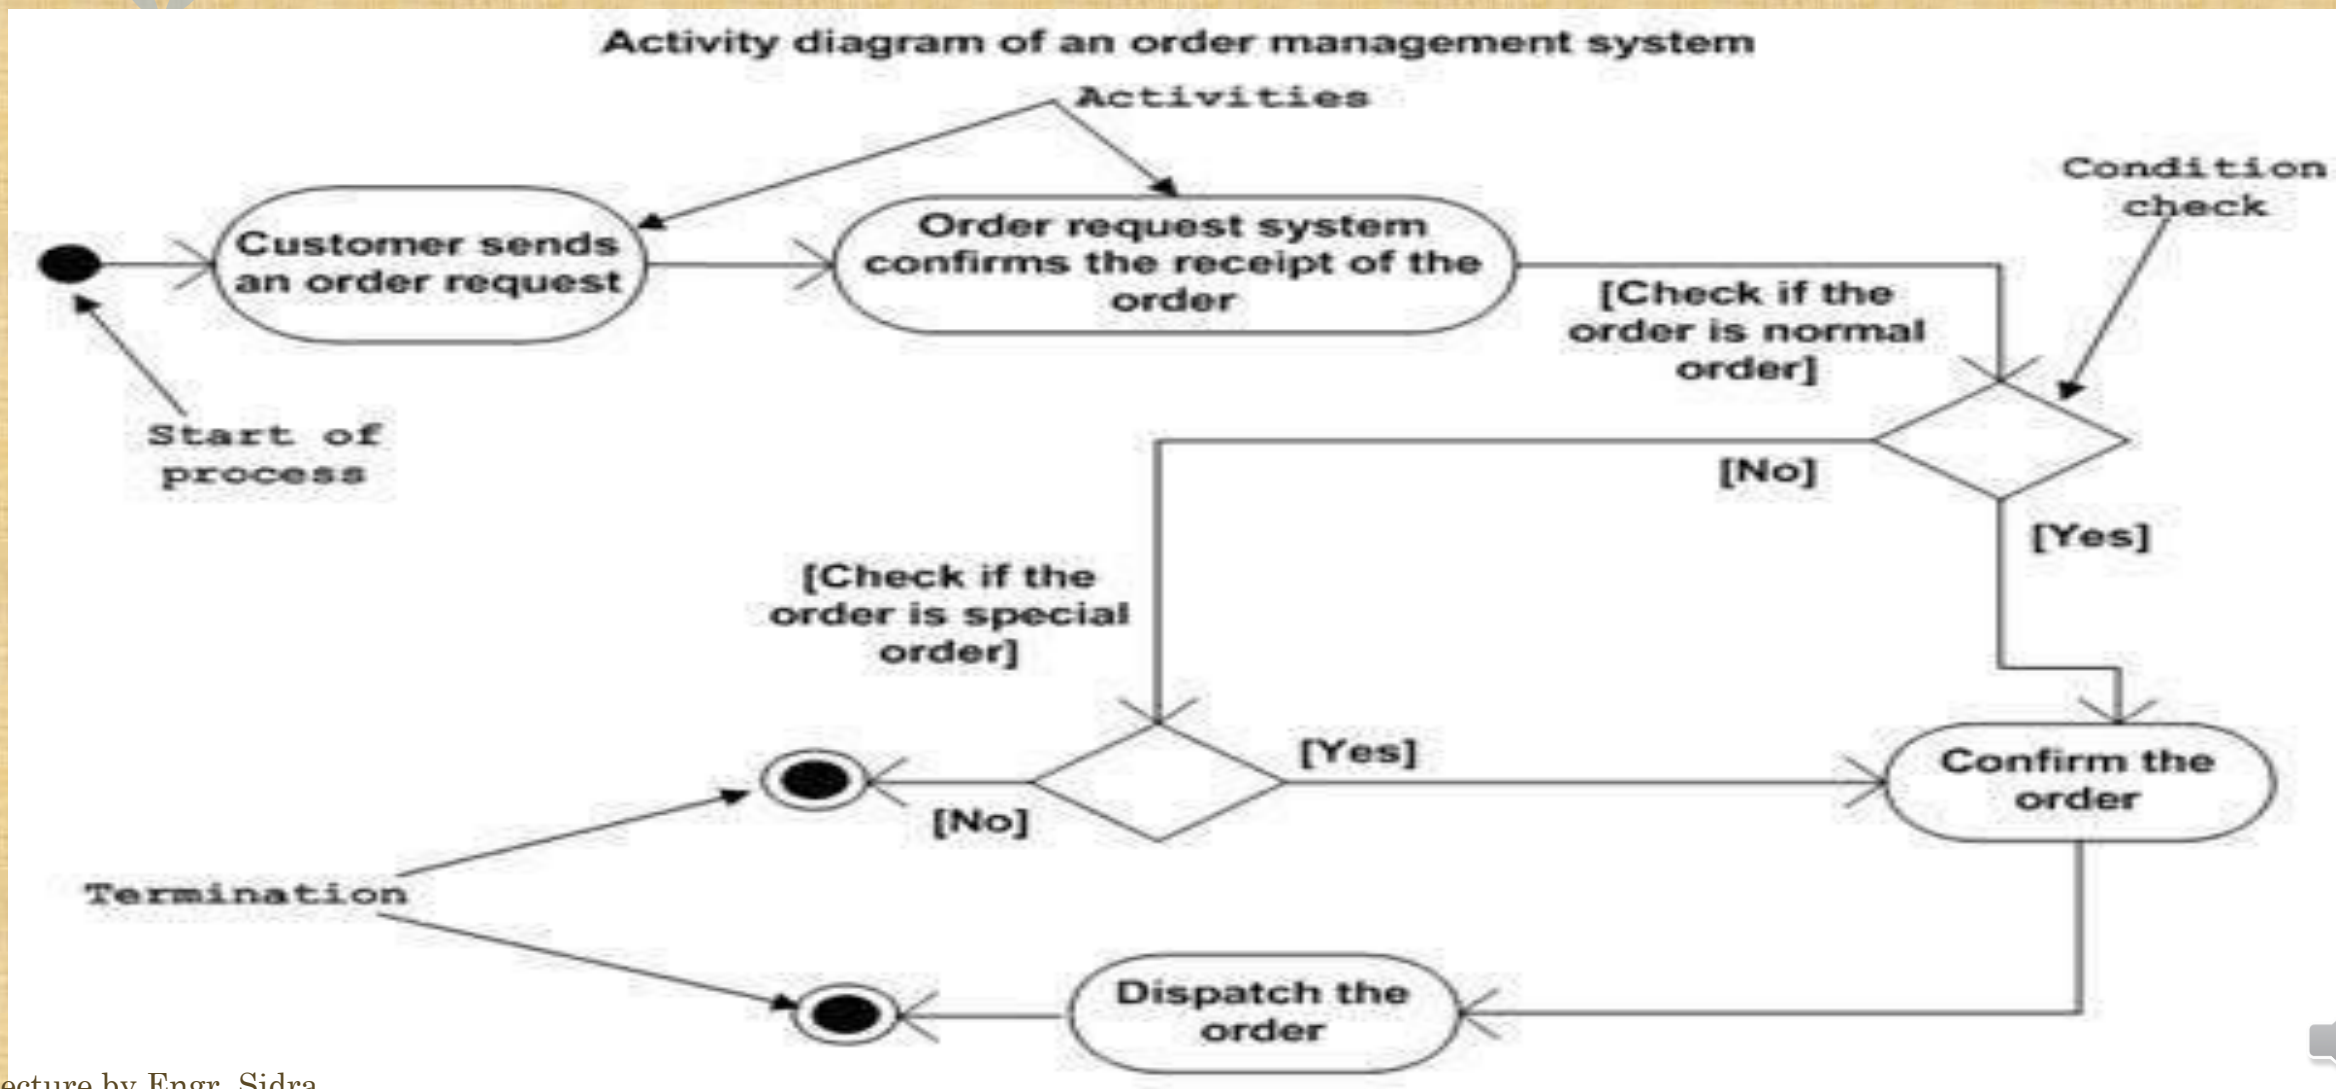 Activity diagram of an order management system
Activities
Condition
check
Customer sends
an order request
Order request system
confirms the receipt of the
order
[Check if the
order is normal
order]
Start of
process
[No]
[Yes]
[Check if the
order is special
order]
[Yes]
[No]
Confirm the
order
Termination
Dispatch the
order
ecture by Engr. Sidra